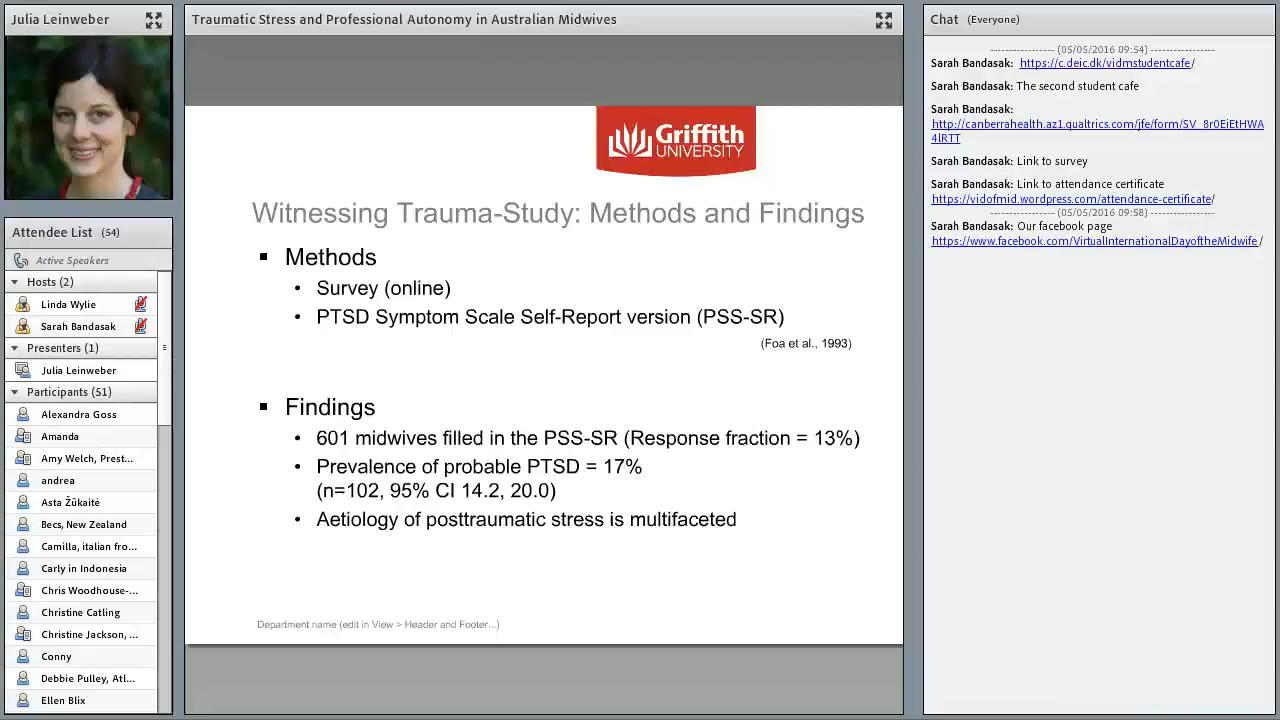 Julia Leinweber
Attendee List (54)
Active Speakers
Hosts (2)
Linda Wylie
Sarah Bandasak
Presenters (1)
Julia Leinweber
Participants (51)
Alexandra Goss
Amanda
Amy Welch, Prest...
andrea
Asta Žūkaitė
Becs, New Zealand
Camilla, italian fro...
Carly in Indonesia
Chris Woodhouse-...
Christine Catling
Christine Jackson, ...
Conny
Debbie Pulley, Atl...
Ellen Blix
Traumatic Stress and Professional Autonomy in Australian Midwives
Griffith
UNIVERSITY
Witnessing Trauma-Study: Methods and Findings
▪ Methods
• Survey (online)
• PTSD Symptom Scale Self-Report version (PSS-SR)
(Foa et al., 1993)
▪ Findings
• 601 midwives filled in the PSS-SR (Response fraction = 13%)
• Prevalence of probable PTSD = 17%
(n=102, 95% CI 14.2, 20.0)
• Aetiology of posttraumatic stress is multifaceted
Department name (edit in View > Header and Footer...)
Chat (Everyone)
----------------- (05/05/2016 09:54) -----------------
Sarah Bandasak: https://c.deic.dk/vidmstudentcafe/
Sarah Bandasak: The second student cafe
Sarah Bandasak:
http://canberrahealth.az1.qualtrics.com/jfe/form/SV_8r0EiEtHWA
4lRTT
Sarah Bandasak: Link to survey
Sarah Bandasak: Link to attendance certificate
https://vidofmid.wordpress.com/attendance-certificate/
----------------- (05/05/2016 09:58) -----------------
Sarah Bandasak: Our facebook page
https://www.facebook.com/VirtualInternationalDayoftheMidwife/